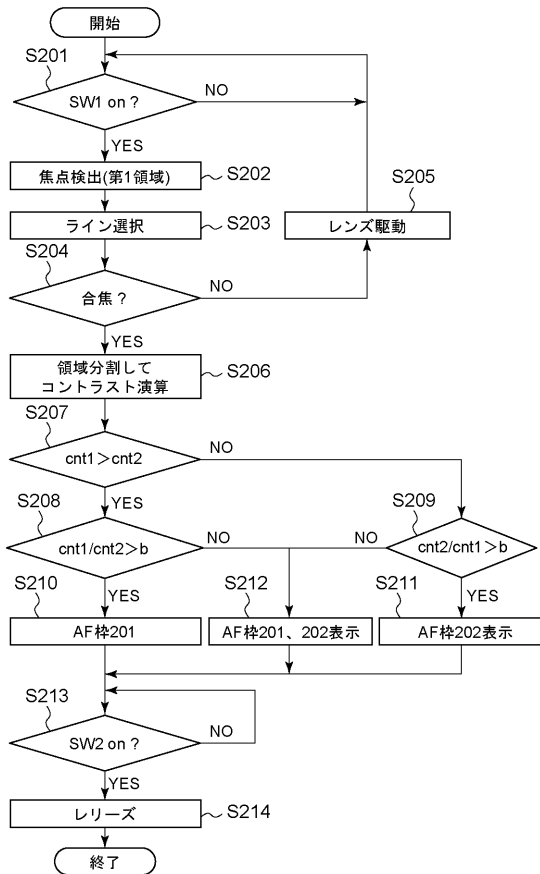 開始
S201
SW1 on ?
NO
YES
焦点検出(第1領域)
S202
S205
ライン選択
S203
レンズ駆動
S204
合焦 ?
NO
YES
領域分割して
コントラスト演算
S206
S207
cnt1>cnt2
NO
YES
S208
S209
cnt1/cnt2>b
NO
NO
cnt2/cnt1>b
S210
YES
S212
S211
YES
AF枠201
AF枠201、202表示
AF枠202表示
S213
SW2 on ?
NO
YES
レリーズ
S214
終了